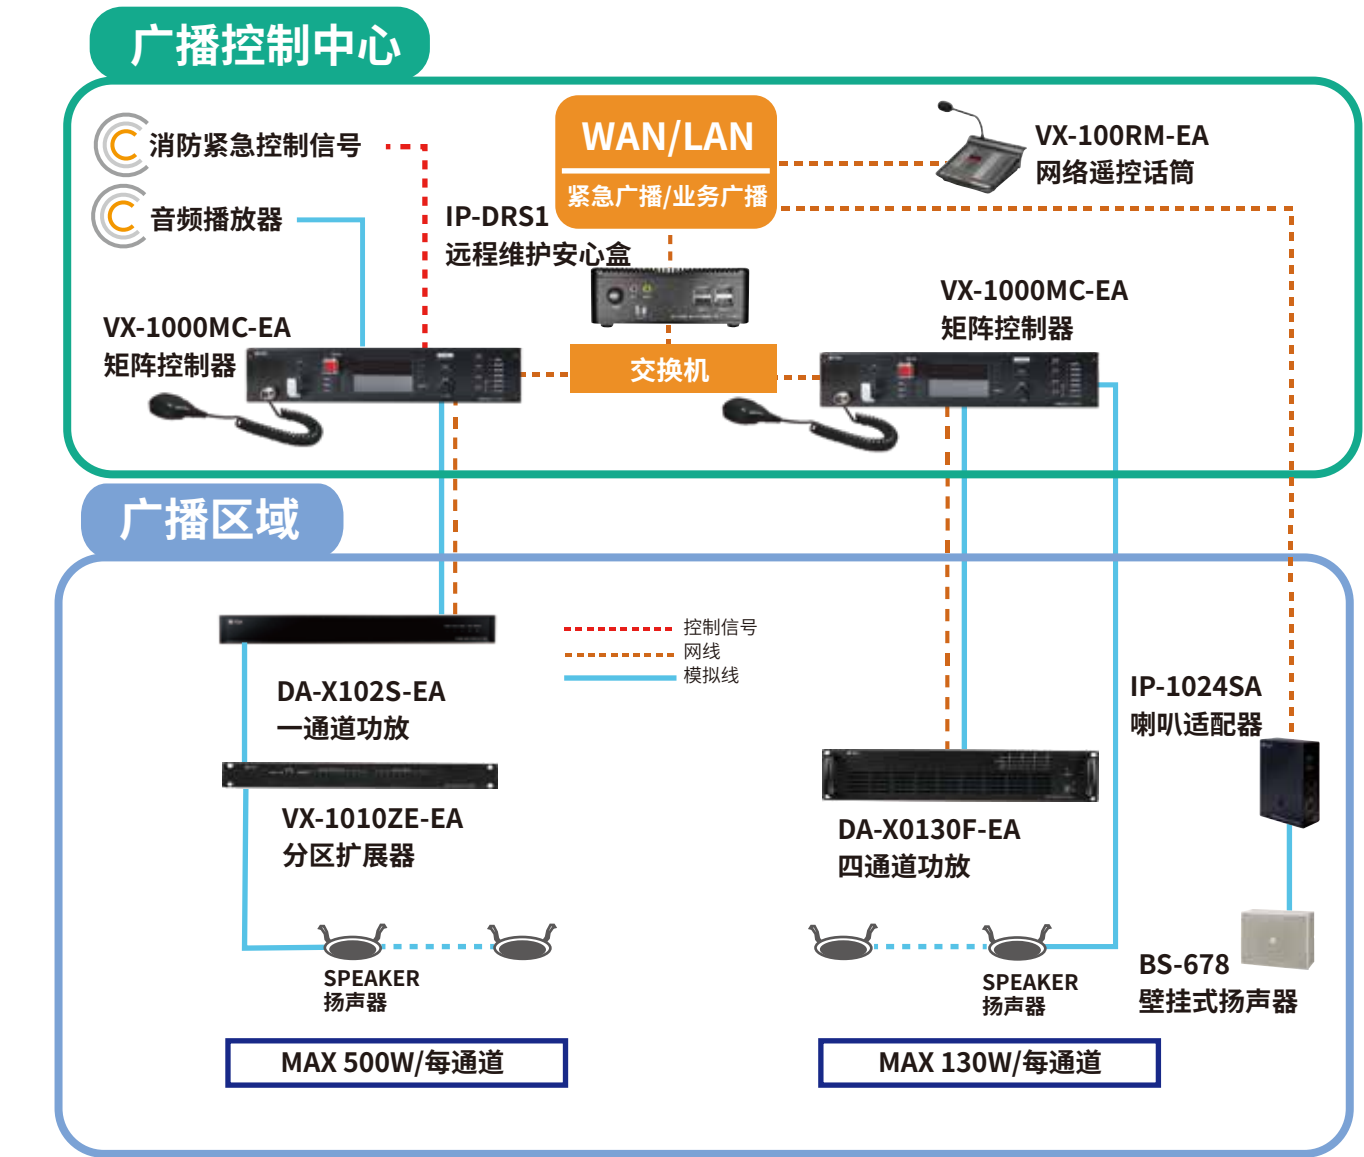 广播控制中心
消防紧急控制信号
音频播放器
WAN/LAN
紧急广播/业务广播
VX-100RM-EA
网络遥控话筒
IP-DRS1
远程维护安心盒
VX-1000MC-EA
矩阵控制器
交换机
VX-1000MC-EA
矩阵控制器
广播区域
控制信号
网线
模拟线
DA-X102S-EA
一通道功放
VX-1010ZE-EA
分区扩展器
SPEAKER
扬声器
MAX 500W/每通道
DA-X0130F-EA
四通道功放
SPEAKER
扬声器
MAX 130W/每通道
IP-1024SA
喇叭适配器
BS-678
壁挂式扬声器